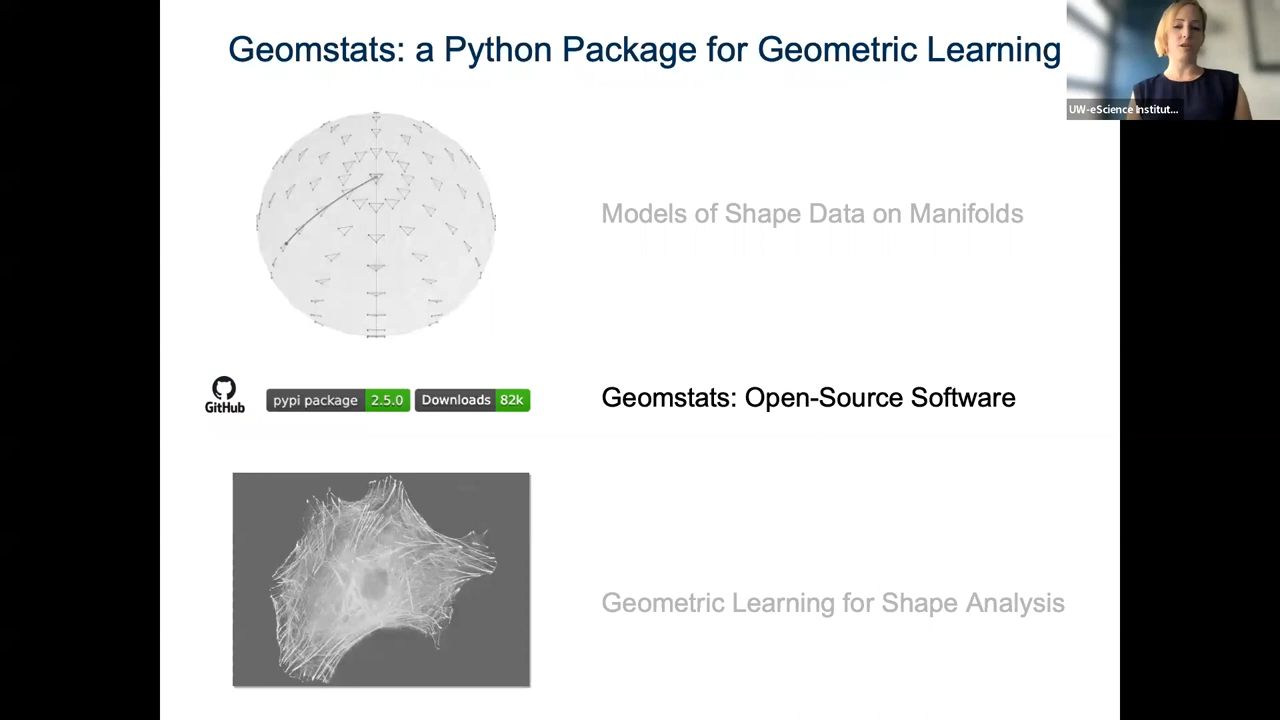 Geomstats: a Python Package for Geometric Learning
UW-eScience Institut...
Models of Shape Data on Manifolds
GitHub
pypi package 2.5.0 Downloads 82k
Geomstats: Open-Source Software
Geometric Learning for Shape Analysis